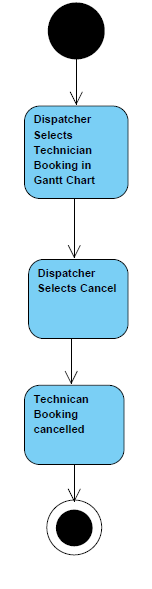 Dispatcher
Selects
Technician
Booking in
Gantt Chart
Dispatcher
Selects Cancel
Technican
Booking
cancelled